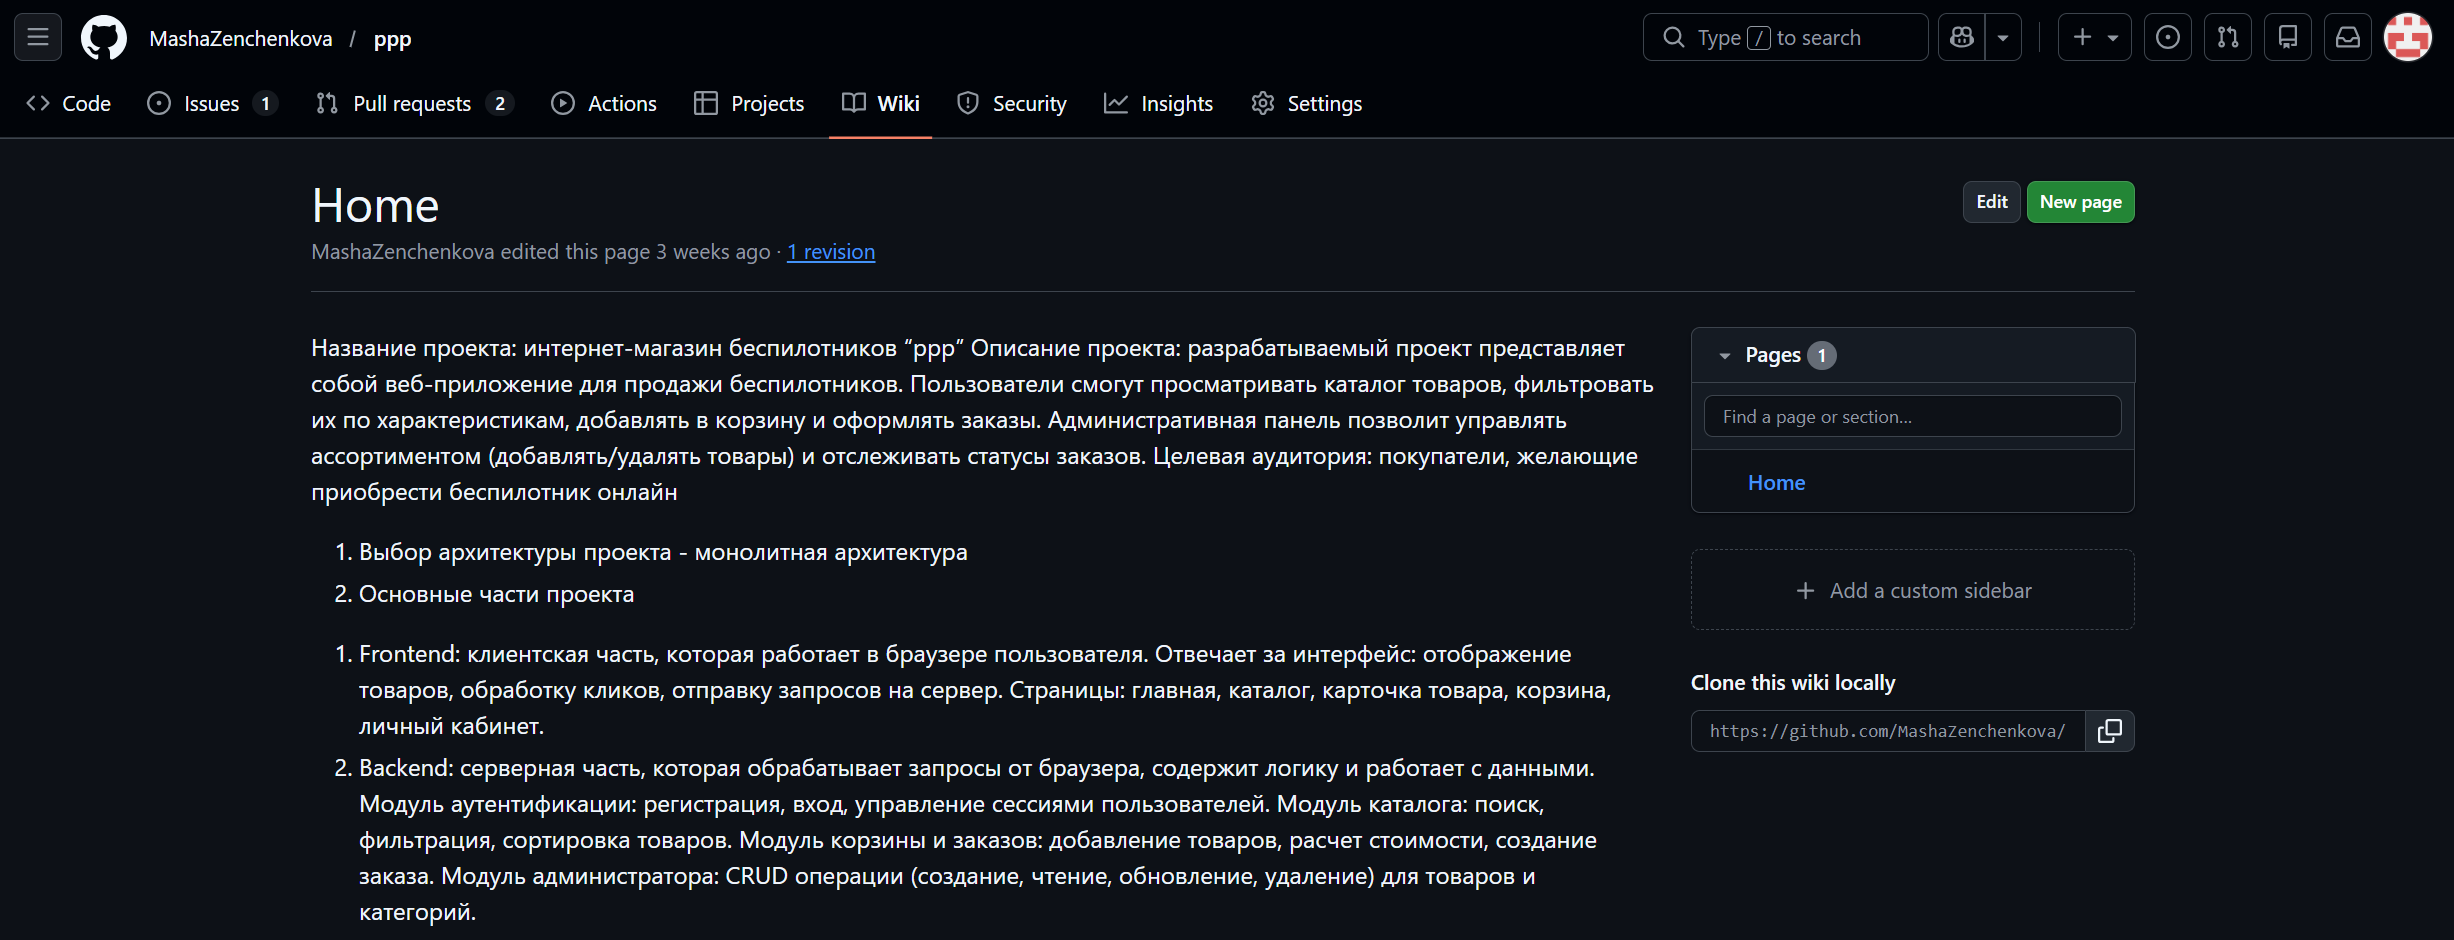 MashaZenchenkova / ppp
Type / to search
Code
Issues 1
Pull requests 2
Actions
Projects
Wiki
Security
Insights
Settings
Home
Edit
New page
MashaZenchenkova edited this page 3 weeks ago · 1 revision
Название проекта: интернет-магазин беспилотников “ppp” Описание проекта: разрабатываемый проект представляет
собой веб-приложение для продажи беспилотников. Пользователи смогут просматривать каталог товаров, фильтровать
их по характеристикам, добавлять в корзину и оформлять заказы. Административная панель позволит управлять
ассортиментом (добавлять/удалять товары) и отслеживать статусы заказов. Целевая аудитория: покупатели, желающие
приобрести беспилотник онлайн
1. Выбор архитектуры проекта - монолитная архитектура
2. Основные части проекта
1. Frontend: клиентская часть, которая работает в браузере пользователя. Отвечает за интерфейс: отображение
товаров, обработку кликов, отправку запросов на сервер. Страницы: главная, каталог, карточка товара, корзина,
личный кабинет.
2. Backend: серверная часть, которая обрабатывает запросы от браузера, содержит логику и работает с данными.
Модуль аутентификации: регистрация, вход, управление сессиями пользователей. Модуль каталога: поиск,
фильтрация, сортировка товаров. Модуль корзины и заказов: добавление товаров, расчет стоимости, создание
заказа. Модуль администратора: CRUD операции (создание, чтение, обновление, удаление) для товаров и
категорий.
Pages 1
Find a page or section...
Home
Add a custom sidebar
Clone this wiki locally
https://github.com/MashaZenchenkova/